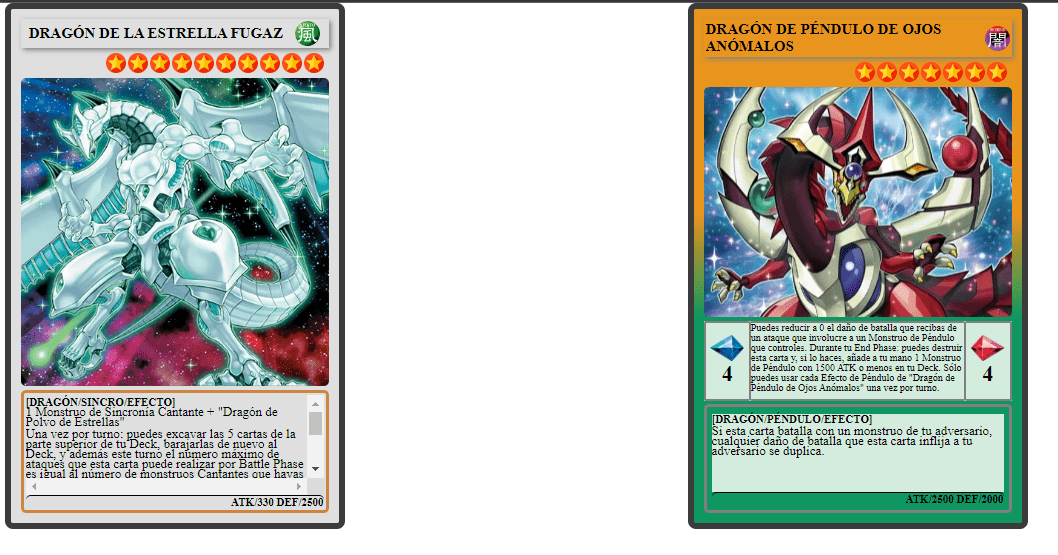 DRAGÓN DE LA ESTRELLA FUGAZ
風
[DRAGÓN/SINCRO/EFECTO]
1 Monstruo de Sincronía Cantante + "Dragón de
Polvo de Estrellas"
Una vez por turno: puedes excavar las 5 cartas de la
parte superior de tu Deck, barajarlas de nuevo al
Deck, y además este turno el número máximo de
ataques que esta carta puede realizar por Battle Phase
es igual al número de monstruos Cantantes que hayas
ATK/330 DEF/2500
DRAGÓN DE PÉNDULO DE OJOS
ANÓMALOS
闇
4
Puedes reducir a 0 el daño de batalla que recibas de
un ataque que involucre a un Monstruo de Péndulo
que controles. Durante tu End Phase: puedes destruir
esta carta y, si lo haces, añade a tu mano 1 Monstruo
de Péndulo con 1500 ATK o menos en tu Deck. Sólo
puedes usar cada Efecto de Péndulo de "Dragón de
Péndulo de Ojos Anómalos" una vez por turno.
4
[DRAGÓN/PÉNDULO/EFECTO]
Si esta carta batalla con un monstruo de tu adversario,
cualquier daño de batalla que esta carta inflija a tu
adversario se duplica.
ATK/2500 DEF/2000